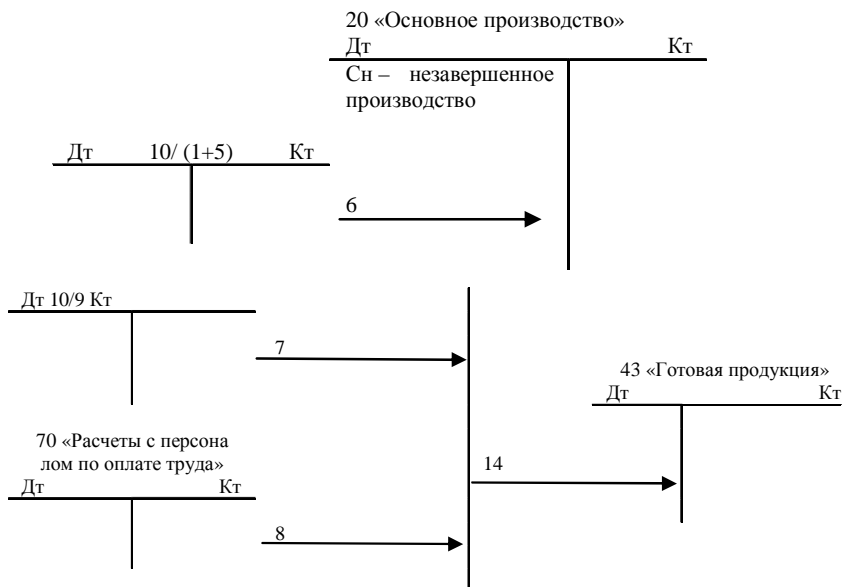 20 «Основное производство»
Дт Кт
Сн – незавершенное
производство
Дт 10/ (1+5) Кт
6
Дт 10/9 Кт
7
43 «Готовая продукция»
Дт Кт
70 «Расчеты с персона
лом по оплате труда»
Дт Кт
14
8